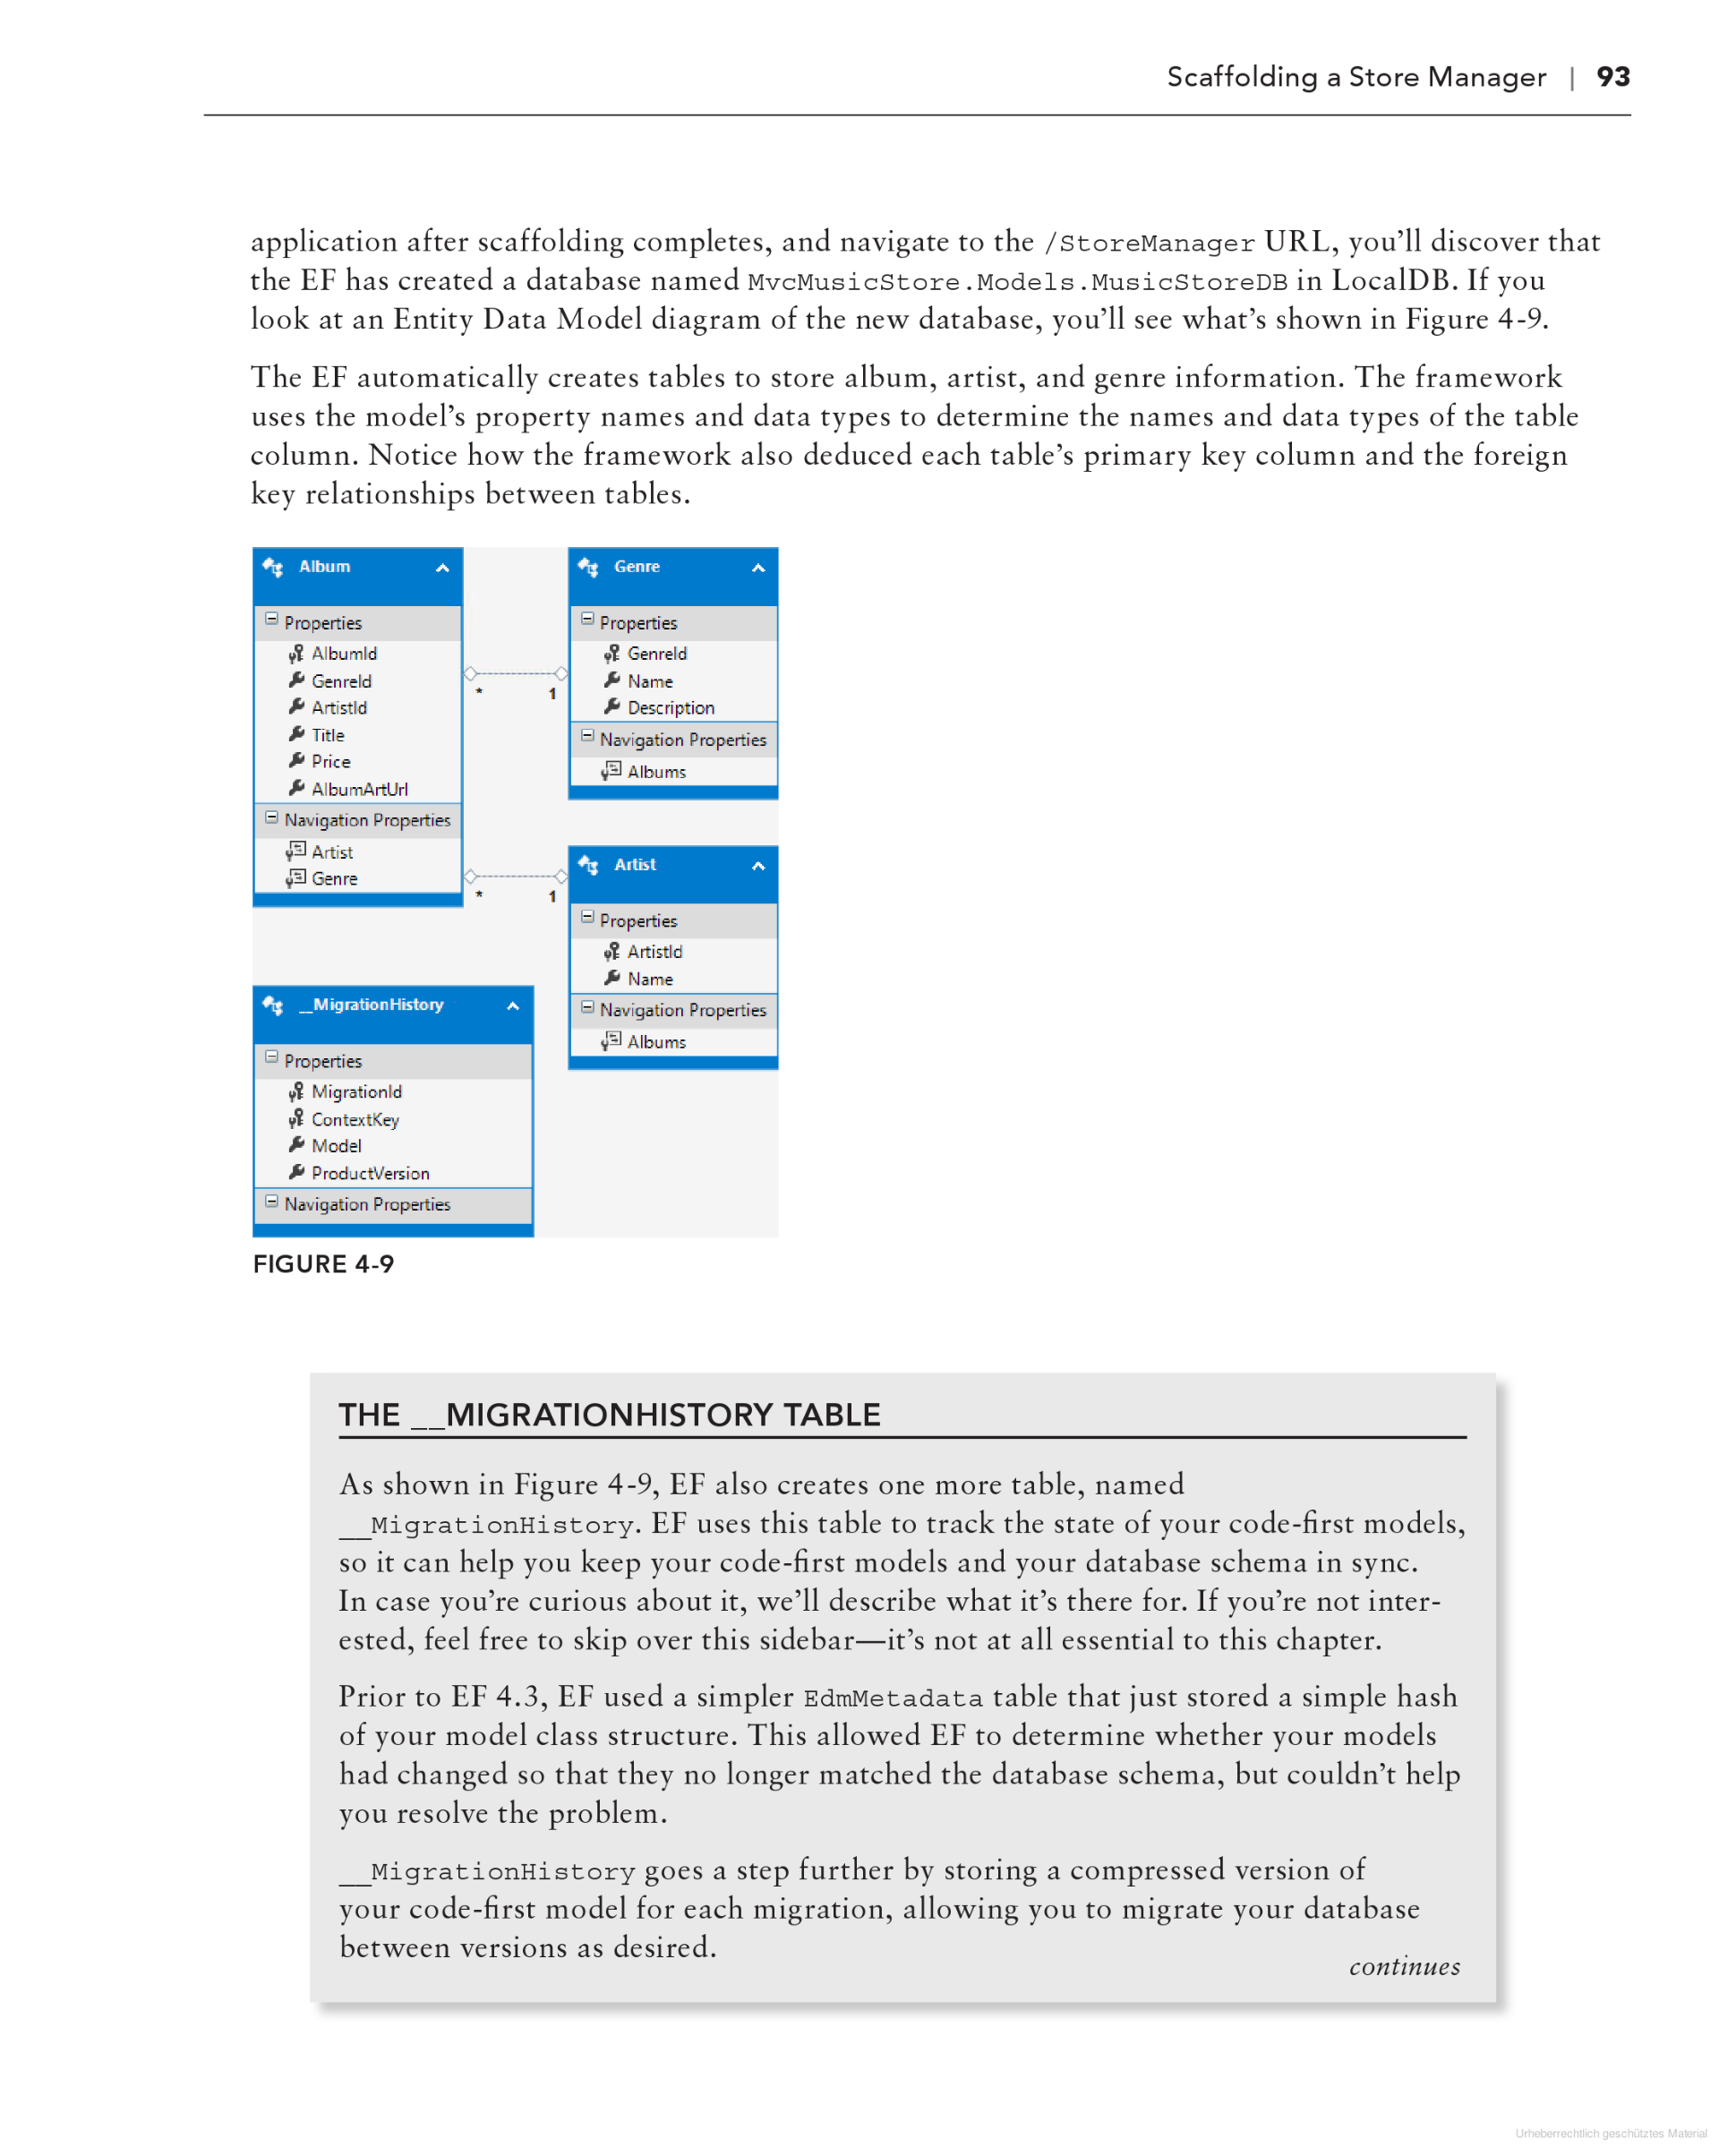 Scaffolding a Store Manager | 93
application after scaffolding completes, and navigate to the /StoreManager URL, you’ll discover that
the EF has created a database named MvcMusicStore.Models.MusicStoreDB in LocalDB. If you
look at an Entity Data Model diagram of the new database, you’ll see what’s shown in Figure 4-9.
The EF automatically creates tables to store album, artist, and genre information. The framework
uses the model’s property names and data types to determine the names and data types of the table
column. Notice how the framework also deduced each table’s primary key column and the foreign
key relationships between tables.
Album
Properties
AlbumId
GenreId
ArtistId
Title
Price
AlbumArtUrl
Navigation Properties
Artist
Genre
* 1
* 1
Genre
Properties
GenreId
Name
Description
Navigation Properties
Albums
Artist
Properties
ArtistId
Name
Navigation Properties
Albums
__MigrationHistory
Properties
MigrationId
ContextKey
Model
ProductVersion
Navigation Properties
FIGURE 4-9
THE __MIGRATIONHISTORY TABLE
As shown in Figure 4-9, EF also creates one more table, named
__MigrationHistory. EF uses this table to track the state of your code-first models,
so it can help you keep your code-first models and your database schema in sync.
In case you’re curious about it, we’ll describe what it’s there for. If you’re not inter-
ested, feel free to skip over this sidebar—it’s not at all essential to this chapter.
Prior to EF 4.3, EF used a simpler EdmMetadata table that just stored a simple hash
of your model class structure. This allowed EF to determine whether your models
had changed so that they no longer matched the database schema, but couldn’t help
you resolve the problem.
__MigrationHistory goes a step further by storing a compressed version of
your code-first model for each migration, allowing you to migrate your database
between versions as desired.
continues
Urheberrechtlich geschütztes Material